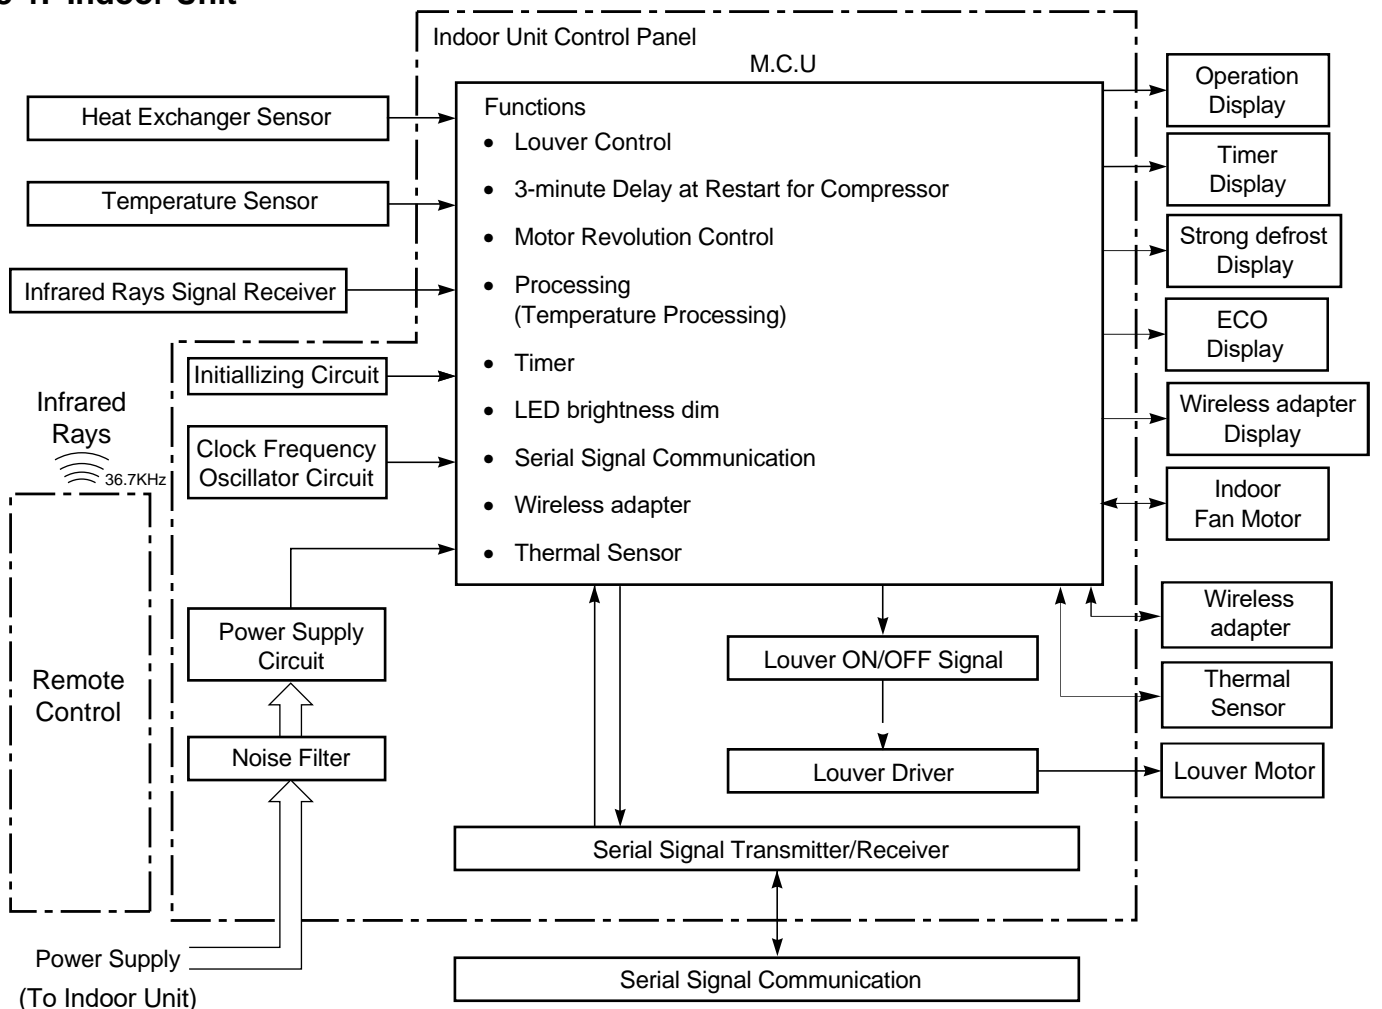 1. Indoor Unit
Indoor Unit Control Panel
M.C.U
Heat Exchanger Sensor
Temperature Sensor
Infrared Rays Signal Receiver
Initiallizing Circuit
Clock Frequency
Oscillator Circuit
Infrared
Rays
36.7KHz
Remote
Control
Power Supply
Circuit
Noise Filter
Power Supply
(To Indoor Unit)
Functions
• Louver Control
• 3-minute Delay at Restart for Compressor
• Motor Revolution Control
• Processing
(Temperature Processing)
• Timer
• LED brightness dim
• Serial Signal Communication
• Wireless adapter
• Thermal Sensor
Louver ON/OFF Signal
Louver Driver
Serial Signal Transmitter/Receiver
Serial Signal Communication
Operation
Display
Timer
Display
Strong defrost
Display
ECO
Display
Wireless adapter
Display
Indoor
Fan Motor
Wireless
adapter
Thermal
Sensor
Louver Motor